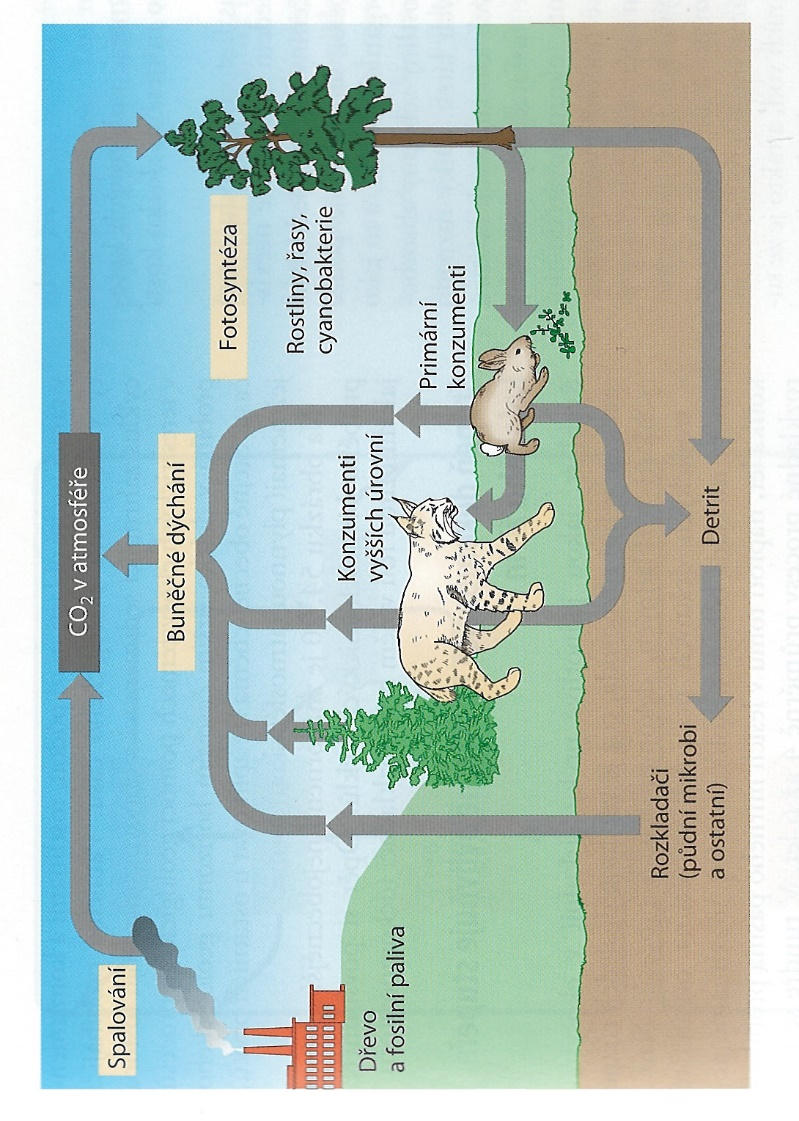 Spalování
CO₂ v atmosféře
Buněčné dýchání
Fotosyntéza
Dřevo
a fosilní paliva
Konzumenti
vyšších úrovní
Primární
konzumenti
Rostliny, řasy,
cyanobakterie
Rozkladači
(půdní mikrobi
a ostatní)
Detrit